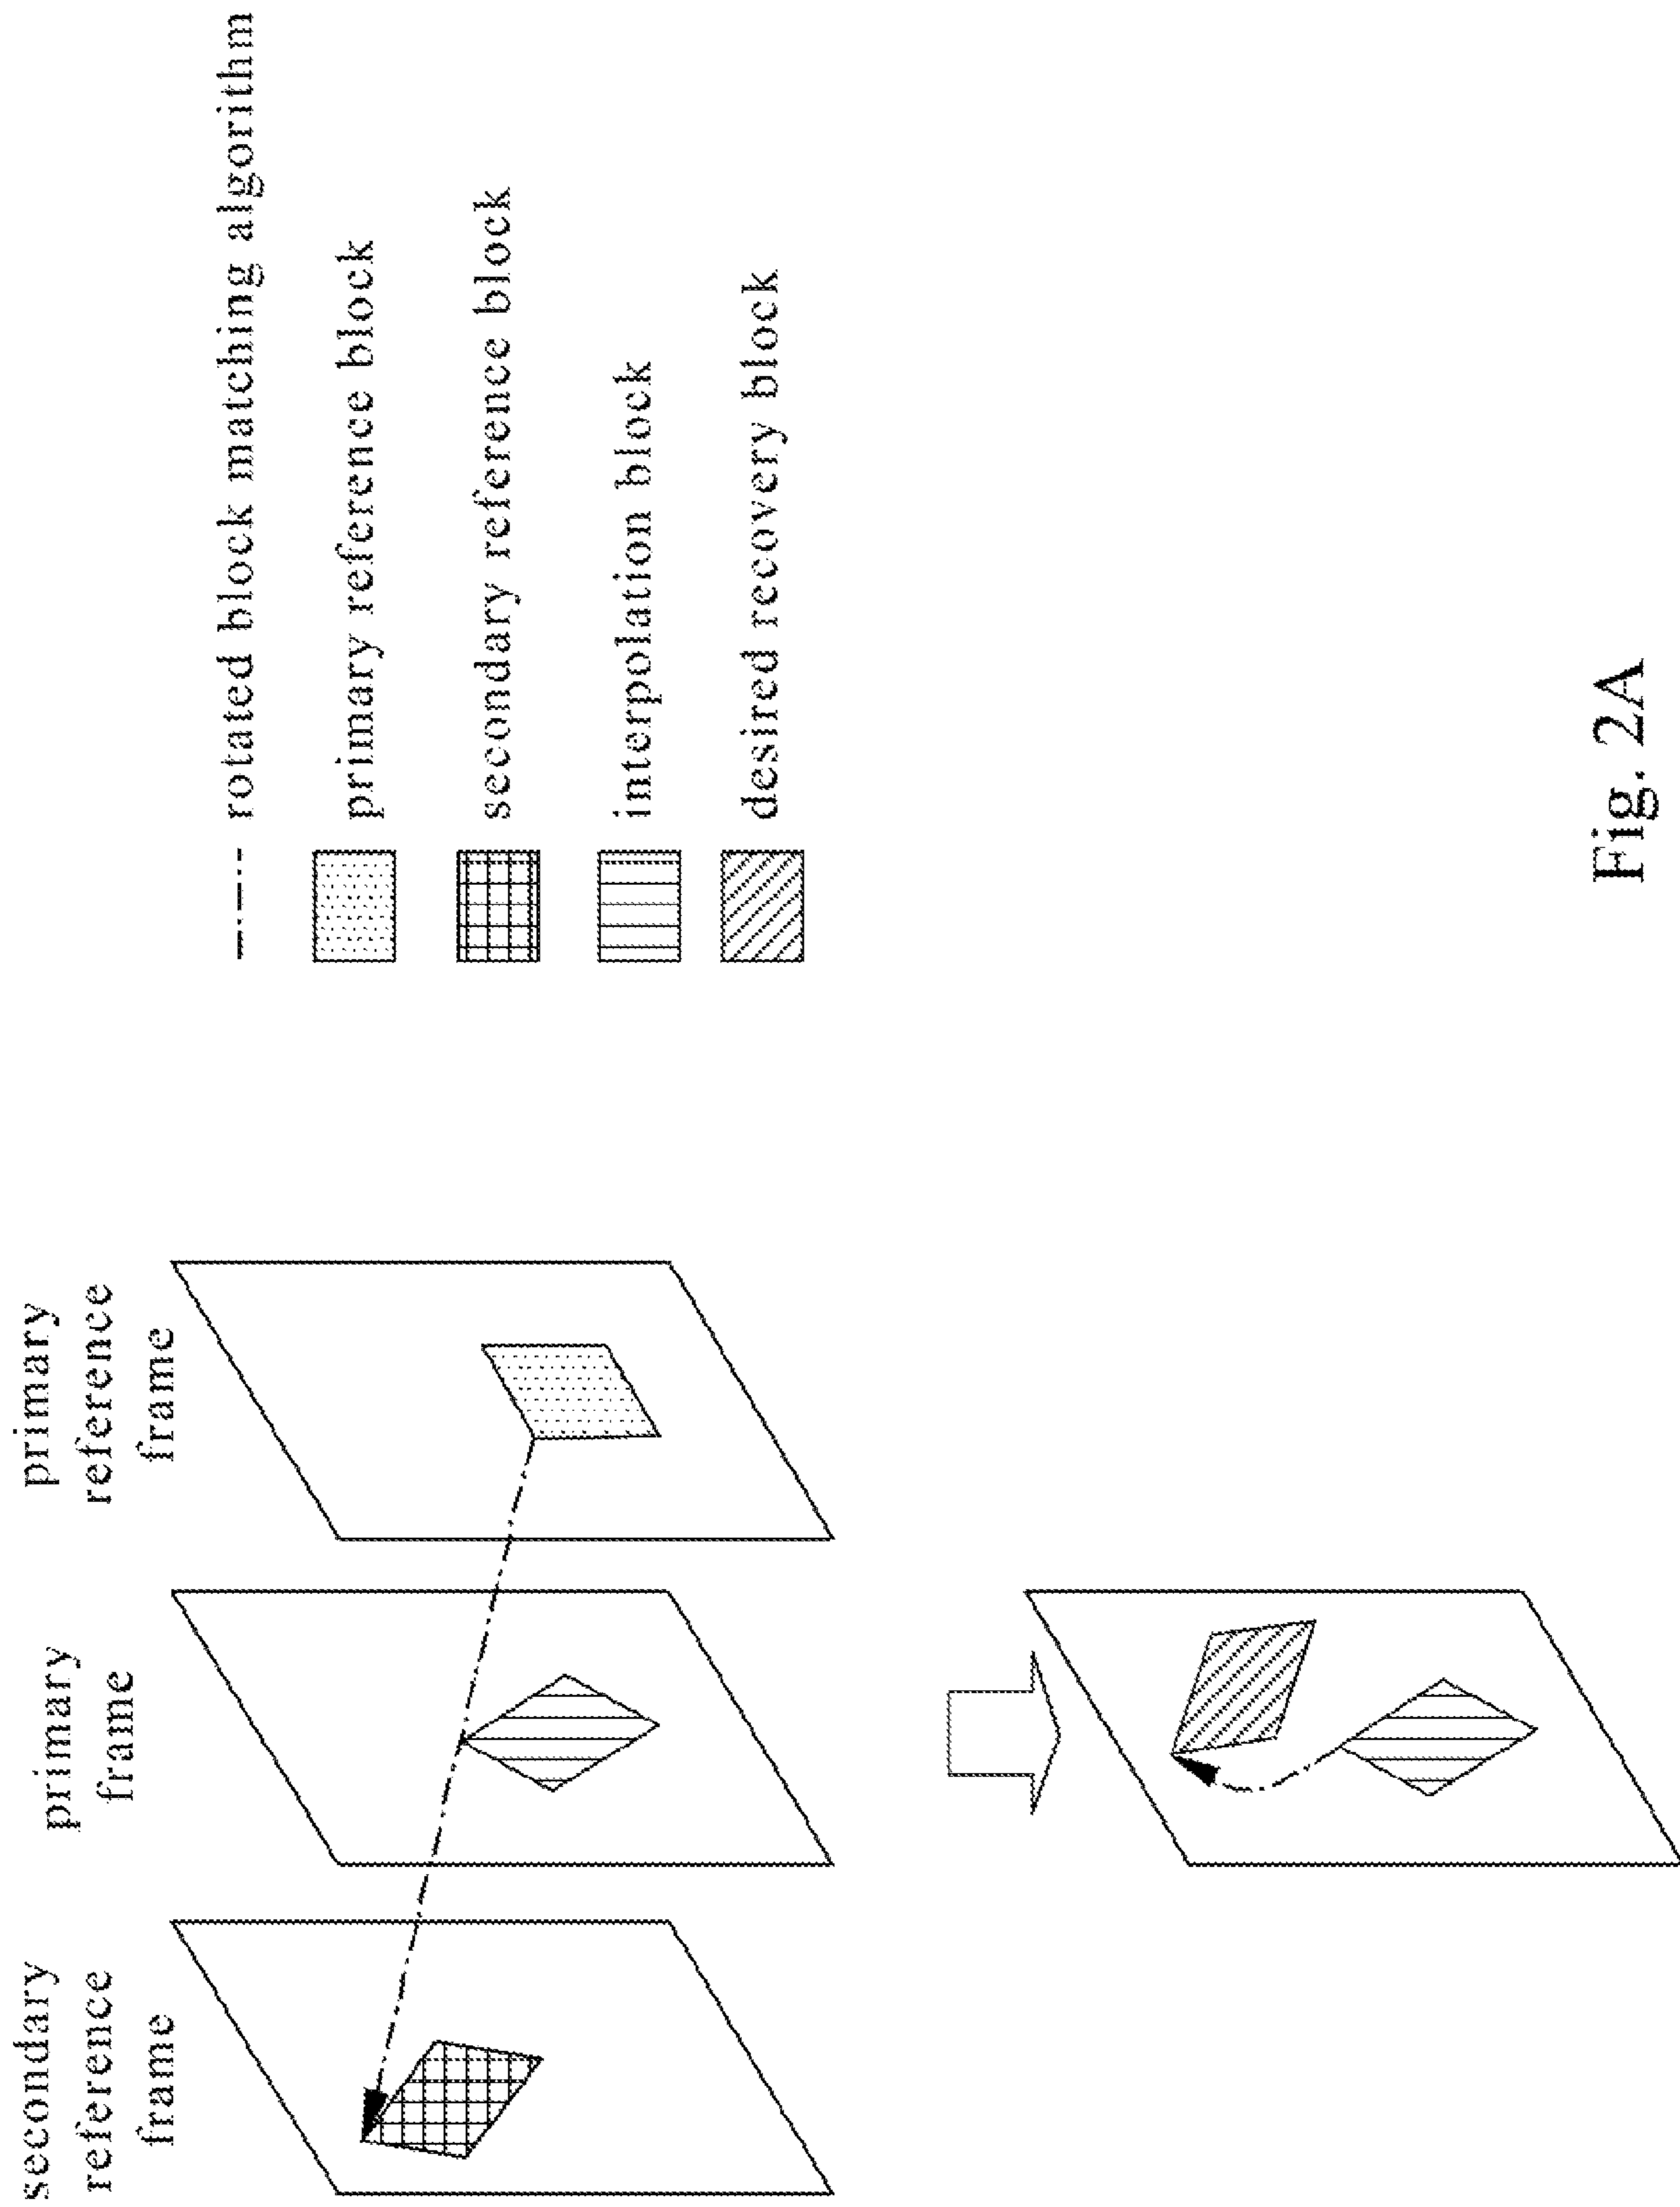 secondary
reference
frame
primary
frame
primary
reference
frame
rotated block matching algorithm
primary reference block
secondary reference block
interpolation block
desired recovery block
Fig. 2A